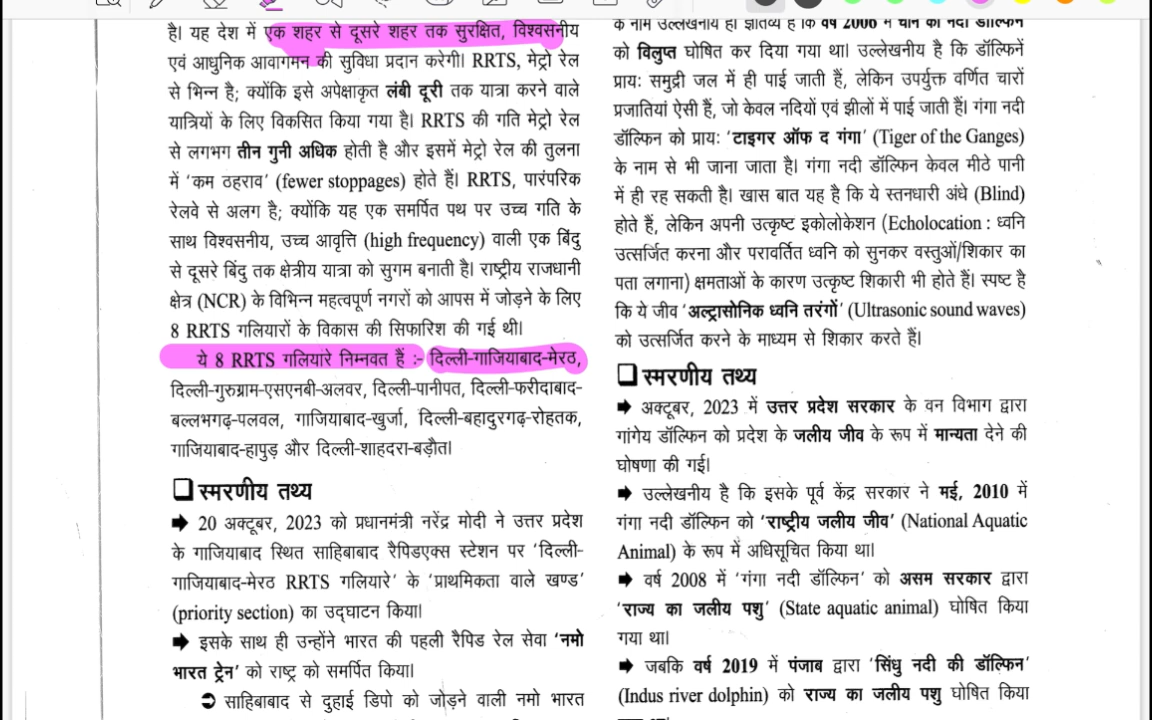 है। यह देश में एक शहर से दूसरे शहर तक सुरक्षित, विश्वसनीय
एवं आधुनिक आवागमन की सुविधा प्रदान करेगी। RRTS, मेट्रो रेल
से भिन्न है; क्योंकि इसे अपेक्षाकृत लंबी दूरी तक यात्रा करने वाले
यात्रियों के लिए विकसित किया गया है। RRTS की गति मेट्रो रेल
से लगभग तीन गुनी अधिक होती है और इसमें मेट्रो रेल की तुलना
में 'कम ठहराव' (fewer stoppages) होते हैं। RRTS, पारंपरिक
रेलवे से अलग है; क्योंकि यह एक समर्पित पथ पर उच्च गति के
साथ विश्वसनीय, उच्च आवृत्ति (high frequency) वाली एक बिंदु
से दूसरे बिंदु तक क्षेत्रीय यात्रा को सुगम बनाती है। राष्ट्रीय राजधानी
क्षेत्र (NCR) के विभिन्न महत्वपूर्ण नगरों को आपस में जोड़ने के लिए
8 RRTS गलियारों के विकास की सिफारिश की गई थी।
ये 8 RRTS गलियारे निम्नवत हैं :- दिल्ली-गाजियाबाद-मेरठ,
दिल्ली-गुरुग्राम-एसएनबी-अलवर, दिल्ली-पानीपत, दिल्ली-फरीदाबाद-
बल्लभगढ़-पलवल, गाजियाबाद-खुर्जा, दिल्ली-बहादुरगढ़-रोहतक,
गाजियाबाद-हापुड़ और दिल्ली-शाहदरा-बड़ौत।
❑ स्मरणीय तथ्य
➡ 20 अक्टूबर, 2023 को प्रधानमंत्री नरेंद्र मोदी ने उत्तर प्रदेश
के गाजियाबाद स्थित साहिबाबाद रैपिडएक्स स्टेशन पर 'दिल्ली-
गाजियाबाद-मेरठ RRTS गलियारे' के 'प्राथमिकता वाले खण्ड'
(priority section) का उद्घाटन किया।
➡ इसके साथ ही उन्होंने भारत की पहली रैपिड रेल सेवा 'नमो
भारत ट्रेन' को राष्ट्र को समर्पित किया।
➲ साहिबाबाद से दुहाई डिपो को जोड़ने वाली नमो भारत
के नाम उल्लेखनीय हैं। ज्ञातव्य है कि वर्ष 2006 में चीन की नदी डॉल्फिन
को विलुप्त घोषित कर दिया गया था। उल्लेखनीय है कि डॉल्फिनें
प्रायः समुद्री जल में ही पाई जाती हैं, लेकिन उपर्युक्त वर्णित चारों
प्रजातियां ऐसी हैं, जो केवल नदियों एवं झीलों में पाई जाती हैं। गंगा नदी
डॉल्फिन को प्रायः 'टाइगर ऑफ द गंगा' (Tiger of the Ganges)
के नाम से भी जाना जाता है। गंगा नदी डॉल्फिन केवल मीठे पानी
में ही रह सकती है। खास बात यह है कि ये स्तनधारी अंधे (Blind)
होते हैं, लेकिन अपनी उत्कृष्ट इकोलोकेशन (Echolocation : ध्वनि
उत्सर्जित करना और परावर्तित ध्वनि को सुनकर वस्तुओं/शिकार का
पता लगाना) क्षमताओं के कारण उत्कृष्ट शिकारी भी होते हैं। स्पष्ट है
कि ये जीव 'अल्ट्रासोनिक ध्वनि तरंगों' (Ultrasonic sound waves)
को उत्सर्जित करने के माध्यम से शिकार करते हैं।
❑ स्मरणीय तथ्य
➡ अक्टूबर, 2023 में उत्तर प्रदेश सरकार के वन विभाग द्वारा
गांगेय डॉल्फिन को प्रदेश के जलीय जीव के रूप में मान्यता देने की
घोषणा की गई।
➡ उल्लेखनीय है कि इसके पूर्व केंद्र सरकार ने मई, 2010 में
गंगा नदी डॉल्फिन को 'राष्ट्रीय जलीय जीव' (National Aquatic
Animal) के रूप में अधिसूचित किया था।
➡ वर्ष 2008 में 'गंगा नदी डॉल्फिन' को असम सरकार द्वारा
'राज्य का जलीय पशु' (State aquatic animal) घोषित किया
गया था।
➡ जबकि वर्ष 2019 में पंजाब द्वारा 'सिंधु नदी की डॉल्फिन'
(Indus river dolphin) को राज्य का जलीय पशु घोषित किया